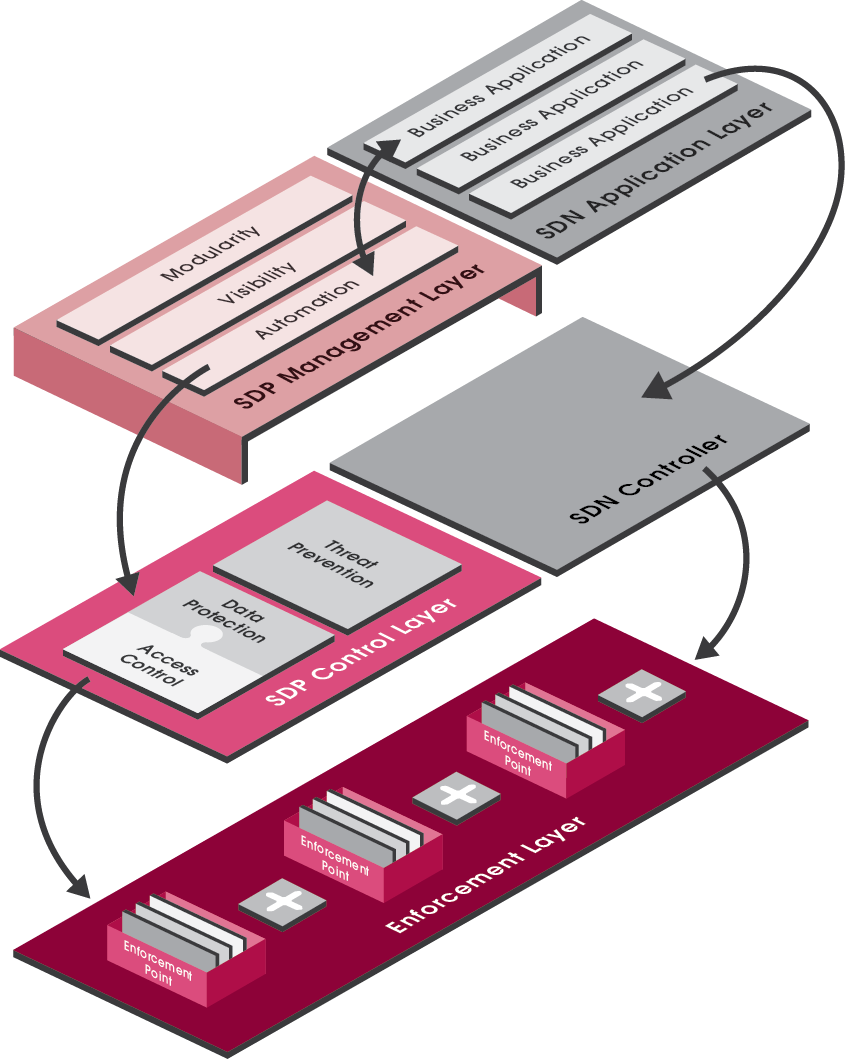 Business Application
Business Application
Business Application
SDN Application Layer
Modularity
Visibility
Automation
SDP Management Layer
SDN Controller
Threat
Prevention
Data
Protection
Access
Control
SDP Control Layer
Enforcement
Point
Enforcement
Point
Enforcement
Point
Enforcement Layer